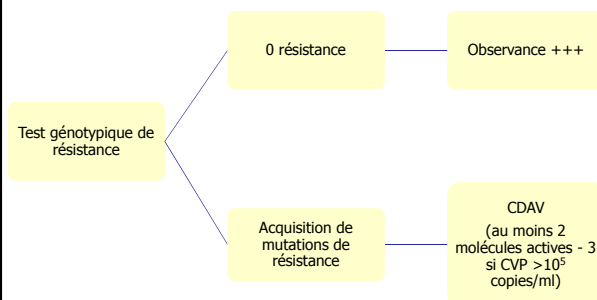 0 résistance
Observance +++
Test génotypique de
résistance
Acquisition de
mutations de
résistance
CDAV
(au moins 2
molécules actives - 3
si CVP >10⁵
copies/ml)